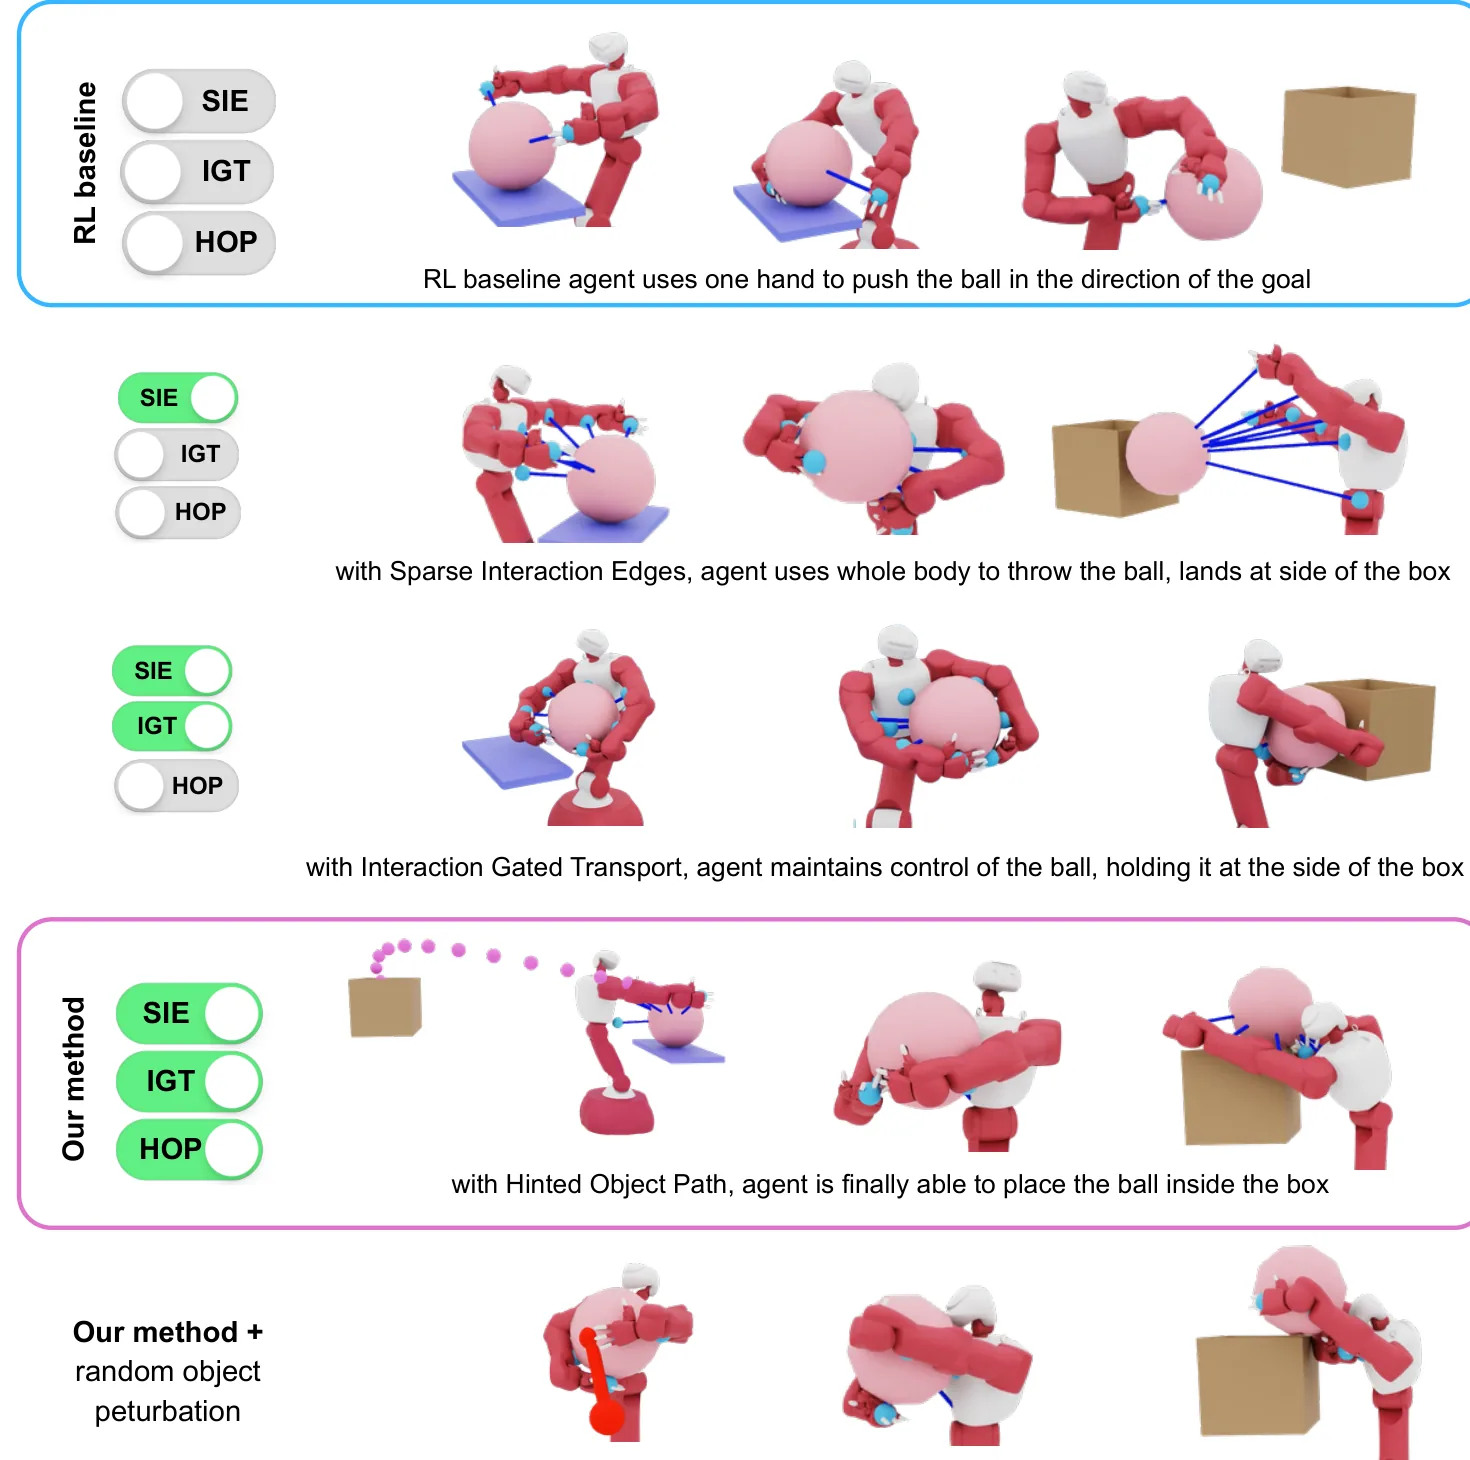 RL baseline
SIE
IGT
HOP
RL baseline agent uses one hand to push the ball in the direction of the goal
SIE
IGT
HOP
with Sparse Interaction Edges, agent uses whole body to throw the ball, lands at side of the box
SIE
IGT
HOP
with Interaction Gated Transport, agent maintains control of the ball, holding it at the side of the box
Our method
SIE
IGT
HOP
with Hinted Object Path, agent is finally able to place the ball inside the box
Our method +
random object
peturbation